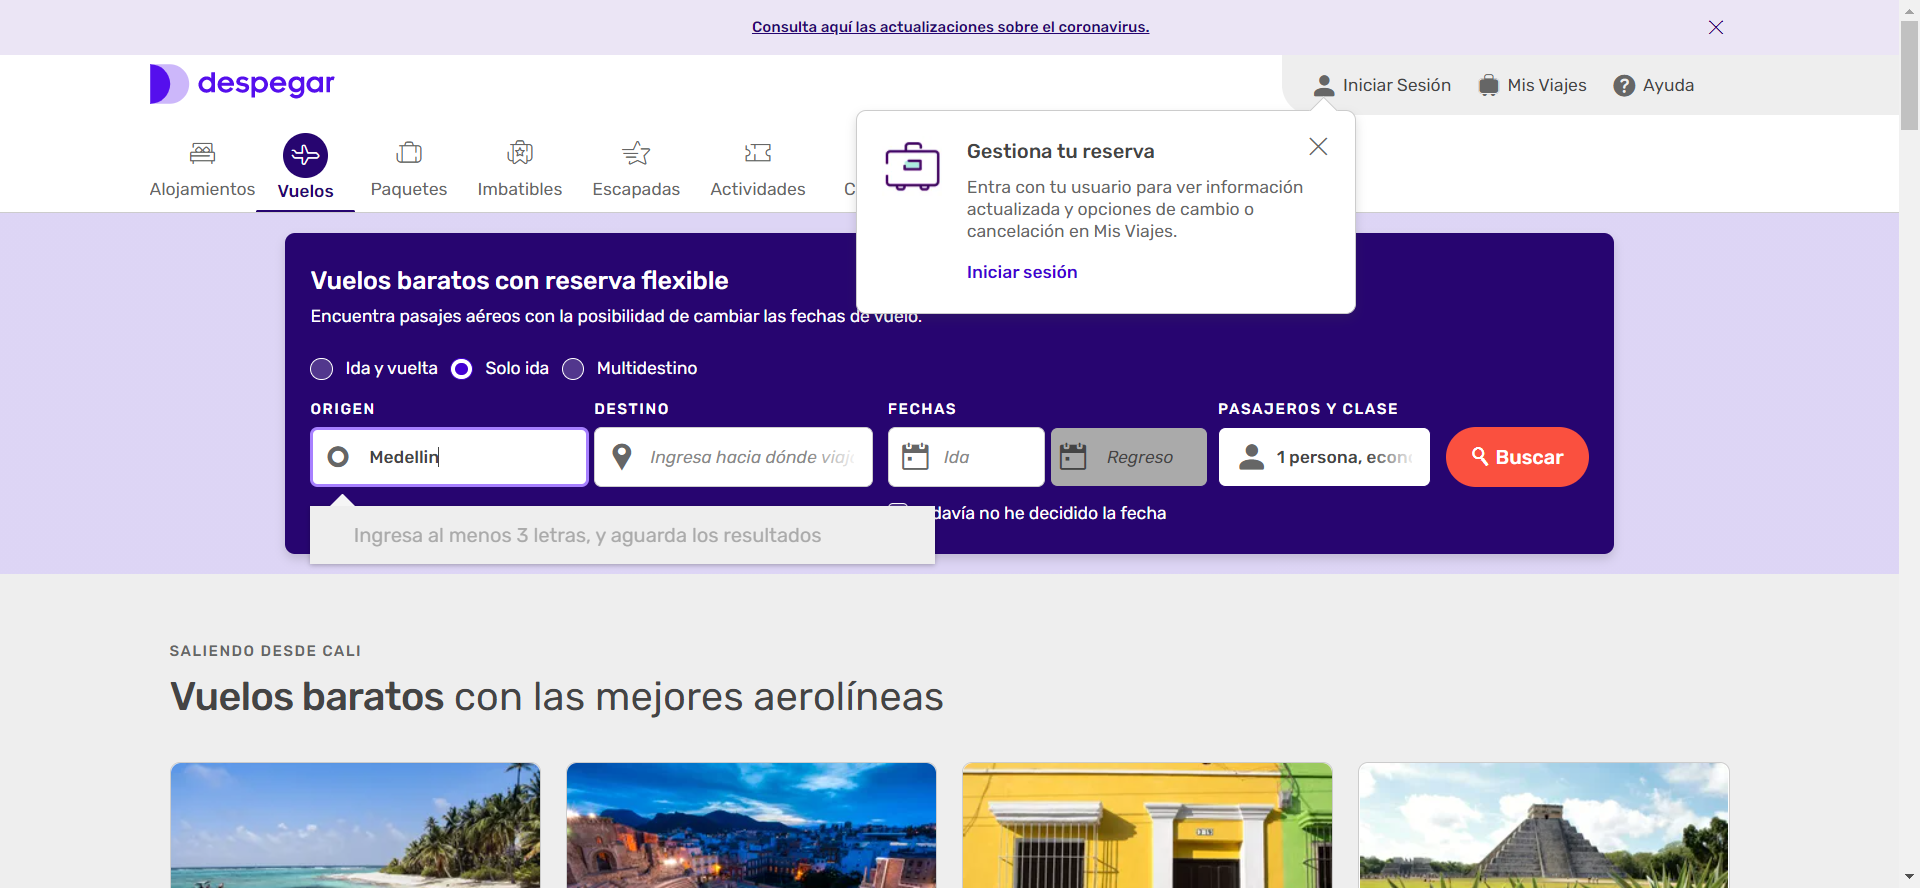 Consulta aquí las actualizaciones sobre el coronavirus.
despegar
Iniciar Sesión
Mis Viajes
? Ayuda
Alojamientos
Vuelos
Paquetes
Imbatibles
Escapadas
Actividades
C
Gestiona tu reserva
Entra con tu usuario para ver información
actualizada y opciones de cambio o
cancelación en Mis Viajes.
Iniciar sesión
Vuelos baratos con reserva flexible
Encuentra pasajes aéreos con la posibilidad de cambiar las fechas de vuelo.
Ida y vuelta
Solo ida
Multidestino
ORIGEN
DESTINO
FECHAS
PASAJEROS Y CLASE
Medellin
Ingresa hacia dónde viaj
Ida
Regreso
1 persona, econ
Buscar
davía no he decidido la fecha
Ingresa al menos 3 letras, y aguarda los resultados
SALIENDO DESDE CALI
Vuelos baratos con las mejores aerolíneas